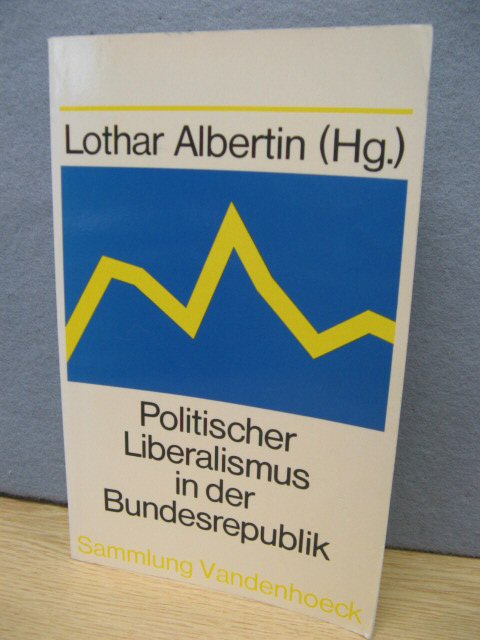 Lothar Albertin (Hg.)
Politischer
Liberalismus
in der
Bundesrepublik
Sammlung Vandenhoeck